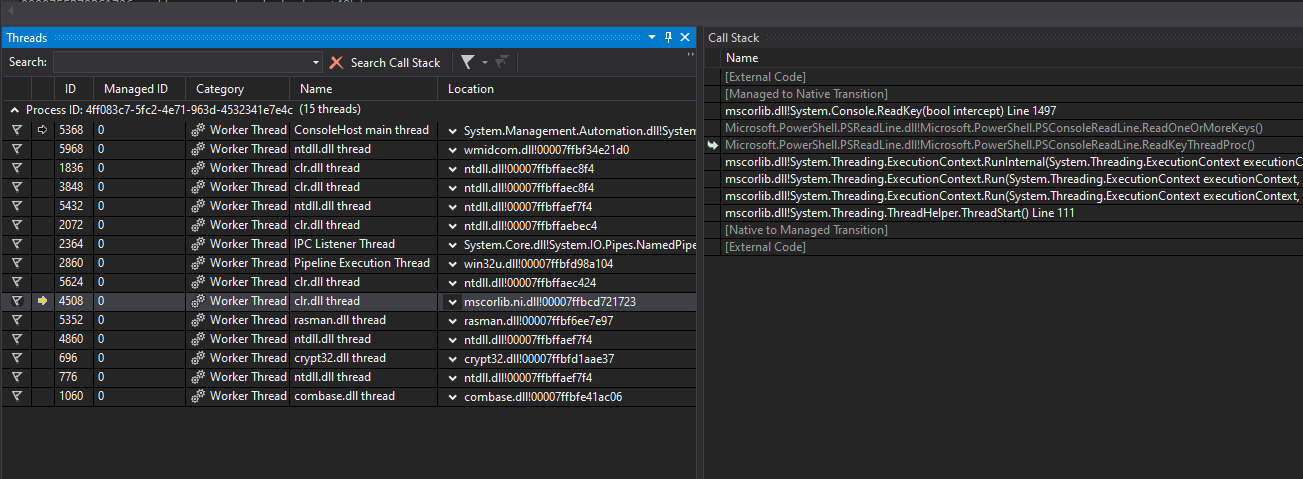 Threads
Search: Search Call Stack
ID Managed ID Category Name Location
Process ID: 4ff083c7-5fc2-4e71-963d-4532341e7e4c (15 threads)
5368 0 Worker Thread ConsoleHost main thread System.Management.Automation.dll!System
5968 0 Worker Thread ntdll.dll thread wmidcom.dll!00007ffbf34e21d0
1836 0 Worker Thread clr.dll thread ntdll.dll!00007ffbffaec8f4
3848 0 Worker Thread clr.dll thread ntdll.dll!00007ffbffaec8f4
5432 0 Worker Thread ntdll.dll thread ntdll.dll!00007ffbffaef7f4
2072 0 Worker Thread clr.dll thread ntdll.dll!00007ffbffaebec4
2364 0 Worker Thread IPC Listener Thread System.Core.dll!System.IO.Pipes.NamedPipe
2860 0 Worker Thread Pipeline Execution Thread win32u.dll!00007ffbfd98a104
5624 0 Worker Thread clr.dll thread ntdll.dll!00007ffbffaec424
4508 0 Worker Thread clr.dll thread mscorlib.ni.dll!00007ffbcd721723
5352 0 Worker Thread rasman.dll thread rasman.dll!00007ffbf6ee7e97
4860 0 Worker Thread ntdll.dll thread ntdll.dll!00007ffbffaef7f4
696 0 Worker Thread crypt32.dll thread crypt32.dll!00007ffbfd1aae37
776 0 Worker Thread ntdll.dll thread ntdll.dll!00007ffbffaef7f4
1060 0 Worker Thread combase.dll thread combase.dll!00007ffbfe41ac06
Call Stack
Name
[External Code]
[Managed to Native Transition]
mscorlib.dll!System.Console.ReadKey(bool intercept) Line 1497
Microsoft.PowerShell.PSReadLine.dll!Microsoft.PowerShell.PSConsoleReadLine.ReadOneOrMoreKeys()
Microsoft.PowerShell.PSReadLine.dll!Microsoft.PowerShell.PSConsoleReadLine.ReadKeyThreadProc()
mscorlib.dll!System.Threading.ExecutionContext.RunInternal(System.Threading.ExecutionContext executionCo
mscorlib.dll!System.Threading.ExecutionContext.Run(System.Threading.ExecutionContext executionContext,
mscorlib.dll!System.Threading.ExecutionContext.Run(System.Threading.ExecutionContext executionContext,
mscorlib.dll!System.Threading.ThreadHelper.ThreadStart() Line 111
[Native to Managed Transition]
[External Code]